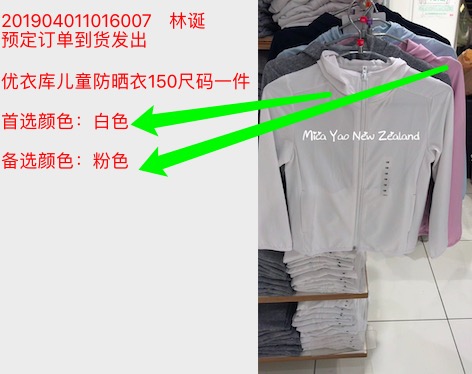 201904011016007 林诞
预定订单到货发出
优衣库儿童防晒衣150尺码一件
首选颜色：白色
备选颜色：粉色
Miza Yao New Zealand